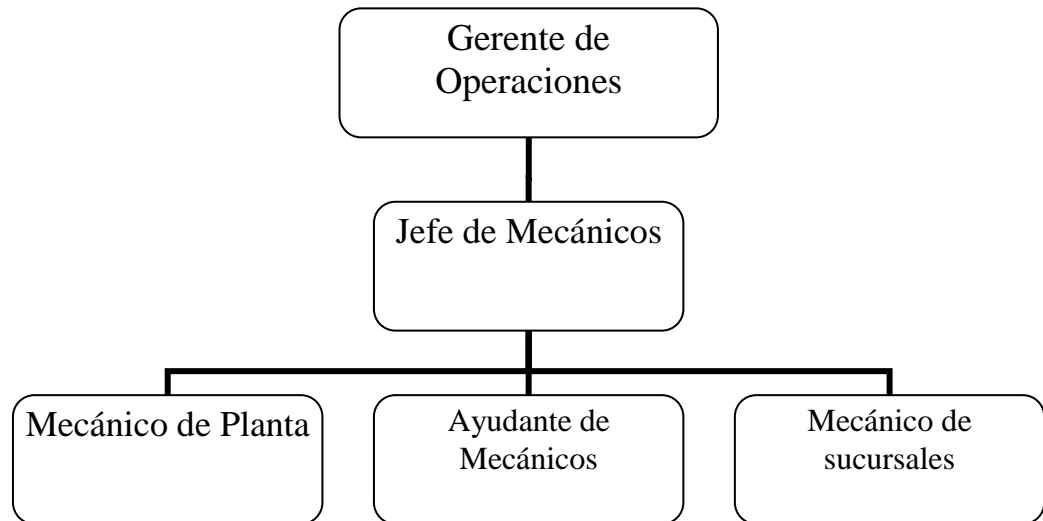 Gerente de
Operaciones
Jefe de Mecánicos
Mecánico de Planta
Ayudante de
Mecánicos
Mecánico de
sucursales